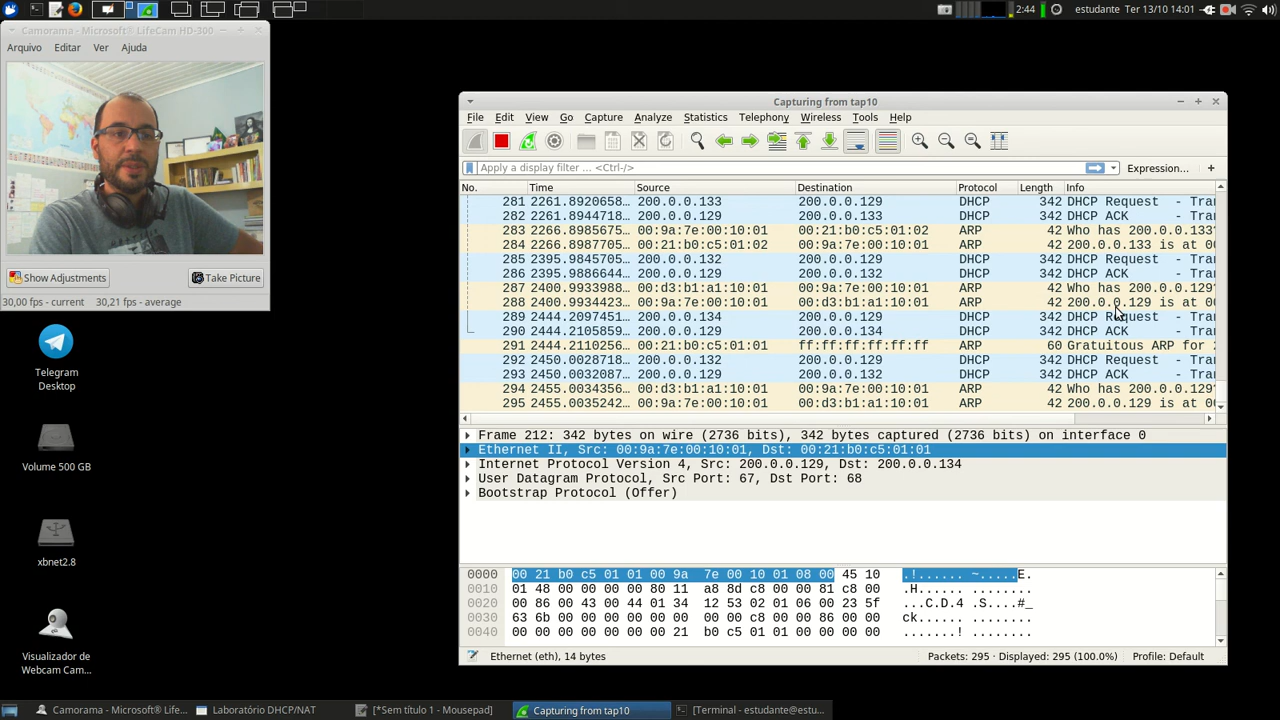 2:44 estudante Ter 13/10 14:01
Camorama - Microsoft® LifeCam HD-300
Arquivo Editar Ver Ajuda
Show Adjustments Take Picture
30,00 fps - current 30,21 fps - average
Telegram
Desktop
Volume 500 GB
xbnet2.8
Visualizador de
Webcam Cam...
Capturing from tap10
File Edit View Go Capture Analyze Statistics Telephony Wireless Tools Help
Apply a display filter ... <Ctrl-/> Expression... +
No. Time Source Destination Protocol Length Info
281 2261.8920658... 200.0.0.133 200.0.0.129 DHCP 342 DHCP Request - Tran
282 2261.8944718... 200.0.0.129 200.0.0.133 DHCP 342 DHCP ACK - Tran
283 2266.8985675... 00:9a:7e:00:10:01 00:21:b0:c5:01:02 ARP 42 Who has 200.0.0.133?
284 2266.8987705... 00:21:b0:c5:01:02 00:9a:7e:00:10:01 ARP 42 200.0.0.133 is at 00
285 2395.9845705... 200.0.0.132 200.0.0.129 DHCP 342 DHCP Request - Tran
286 2395.9886644... 200.0.0.129 200.0.0.132 DHCP 342 DHCP ACK - Tran
287 2400.9933988... 00:d3:b1:a1:10:01 00:9a:7e:00:10:01 ARP 42 Who has 200.0.0.129?
288 2400.9934423... 00:9a:7e:00:10:01 00:d3:b1:a1:10:01 ARP 42 200.0.0.129 is at 00
289 2444.2097451... 200.0.0.134 200.0.0.129 DHCP 342 DHCP Request - Tran
290 2444.2105859... 200.0.0.129 200.0.0.134 DHCP 342 DHCP ACK - Tran
291 2444.2110256... 00:21:b0:c5:01:01 ff:ff:ff:ff:ff:ff ARP 60 Gratuitous ARP for 2
292 2450.0028718... 200.0.0.132 200.0.0.129 DHCP 342 DHCP Request - Tran
293 2450.0032087... 200.0.0.129 200.0.0.132 DHCP 342 DHCP ACK - Tran
294 2455.0034356... 00:d3:b1:a1:10:01 00:9a:7e:00:10:01 ARP 42 Who has 200.0.0.129?
295 2455.0035242... 00:9a:7e:00:10:01 00:d3:b1:a1:10:01 ARP 42 200.0.0.129 is at 00
Frame 212: 342 bytes on wire (2736 bits), 342 bytes captured (2736 bits) on interface 0
Ethernet II, Src: 00:9a:7e:00:10:01, Dst: 00:21:b0:c5:01:01
Internet Protocol Version 4, Src: 200.0.0.129, Dst: 200.0.0.134
User Datagram Protocol, Src Port: 67, Dst Port: 68
Bootstrap Protocol (Offer)
0000 00 21 b0 c5 01 01 00 9a 7e 00 10 01 08 00 45 10 .!...... ~.....E.
0010 01 48 00 00 00 00 80 11 a8 8d c8 00 00 81 c8 00 .H...... ........
0020 00 86 00 43 00 44 01 34 12 53 02 01 06 00 23 5f ...C.D.4 .S....#_
0030 63 6b 00 00 00 00 00 00 00 00 c8 00 00 86 00 00 ck...... ........
0040 00 00 00 00 00 00 00 21 b0 c5 01 01 00 00 00 00 .......! ........
Ethernet (eth), 14 bytes Packets: 295 · Displayed: 295 (100.0%) Profile: Default
Camorama - Microsoft® Life... Laboratório DHCP/NAT [*Sem título 1 - Mousepad] Capturing from tap10 [Terminal - estudante@estu...